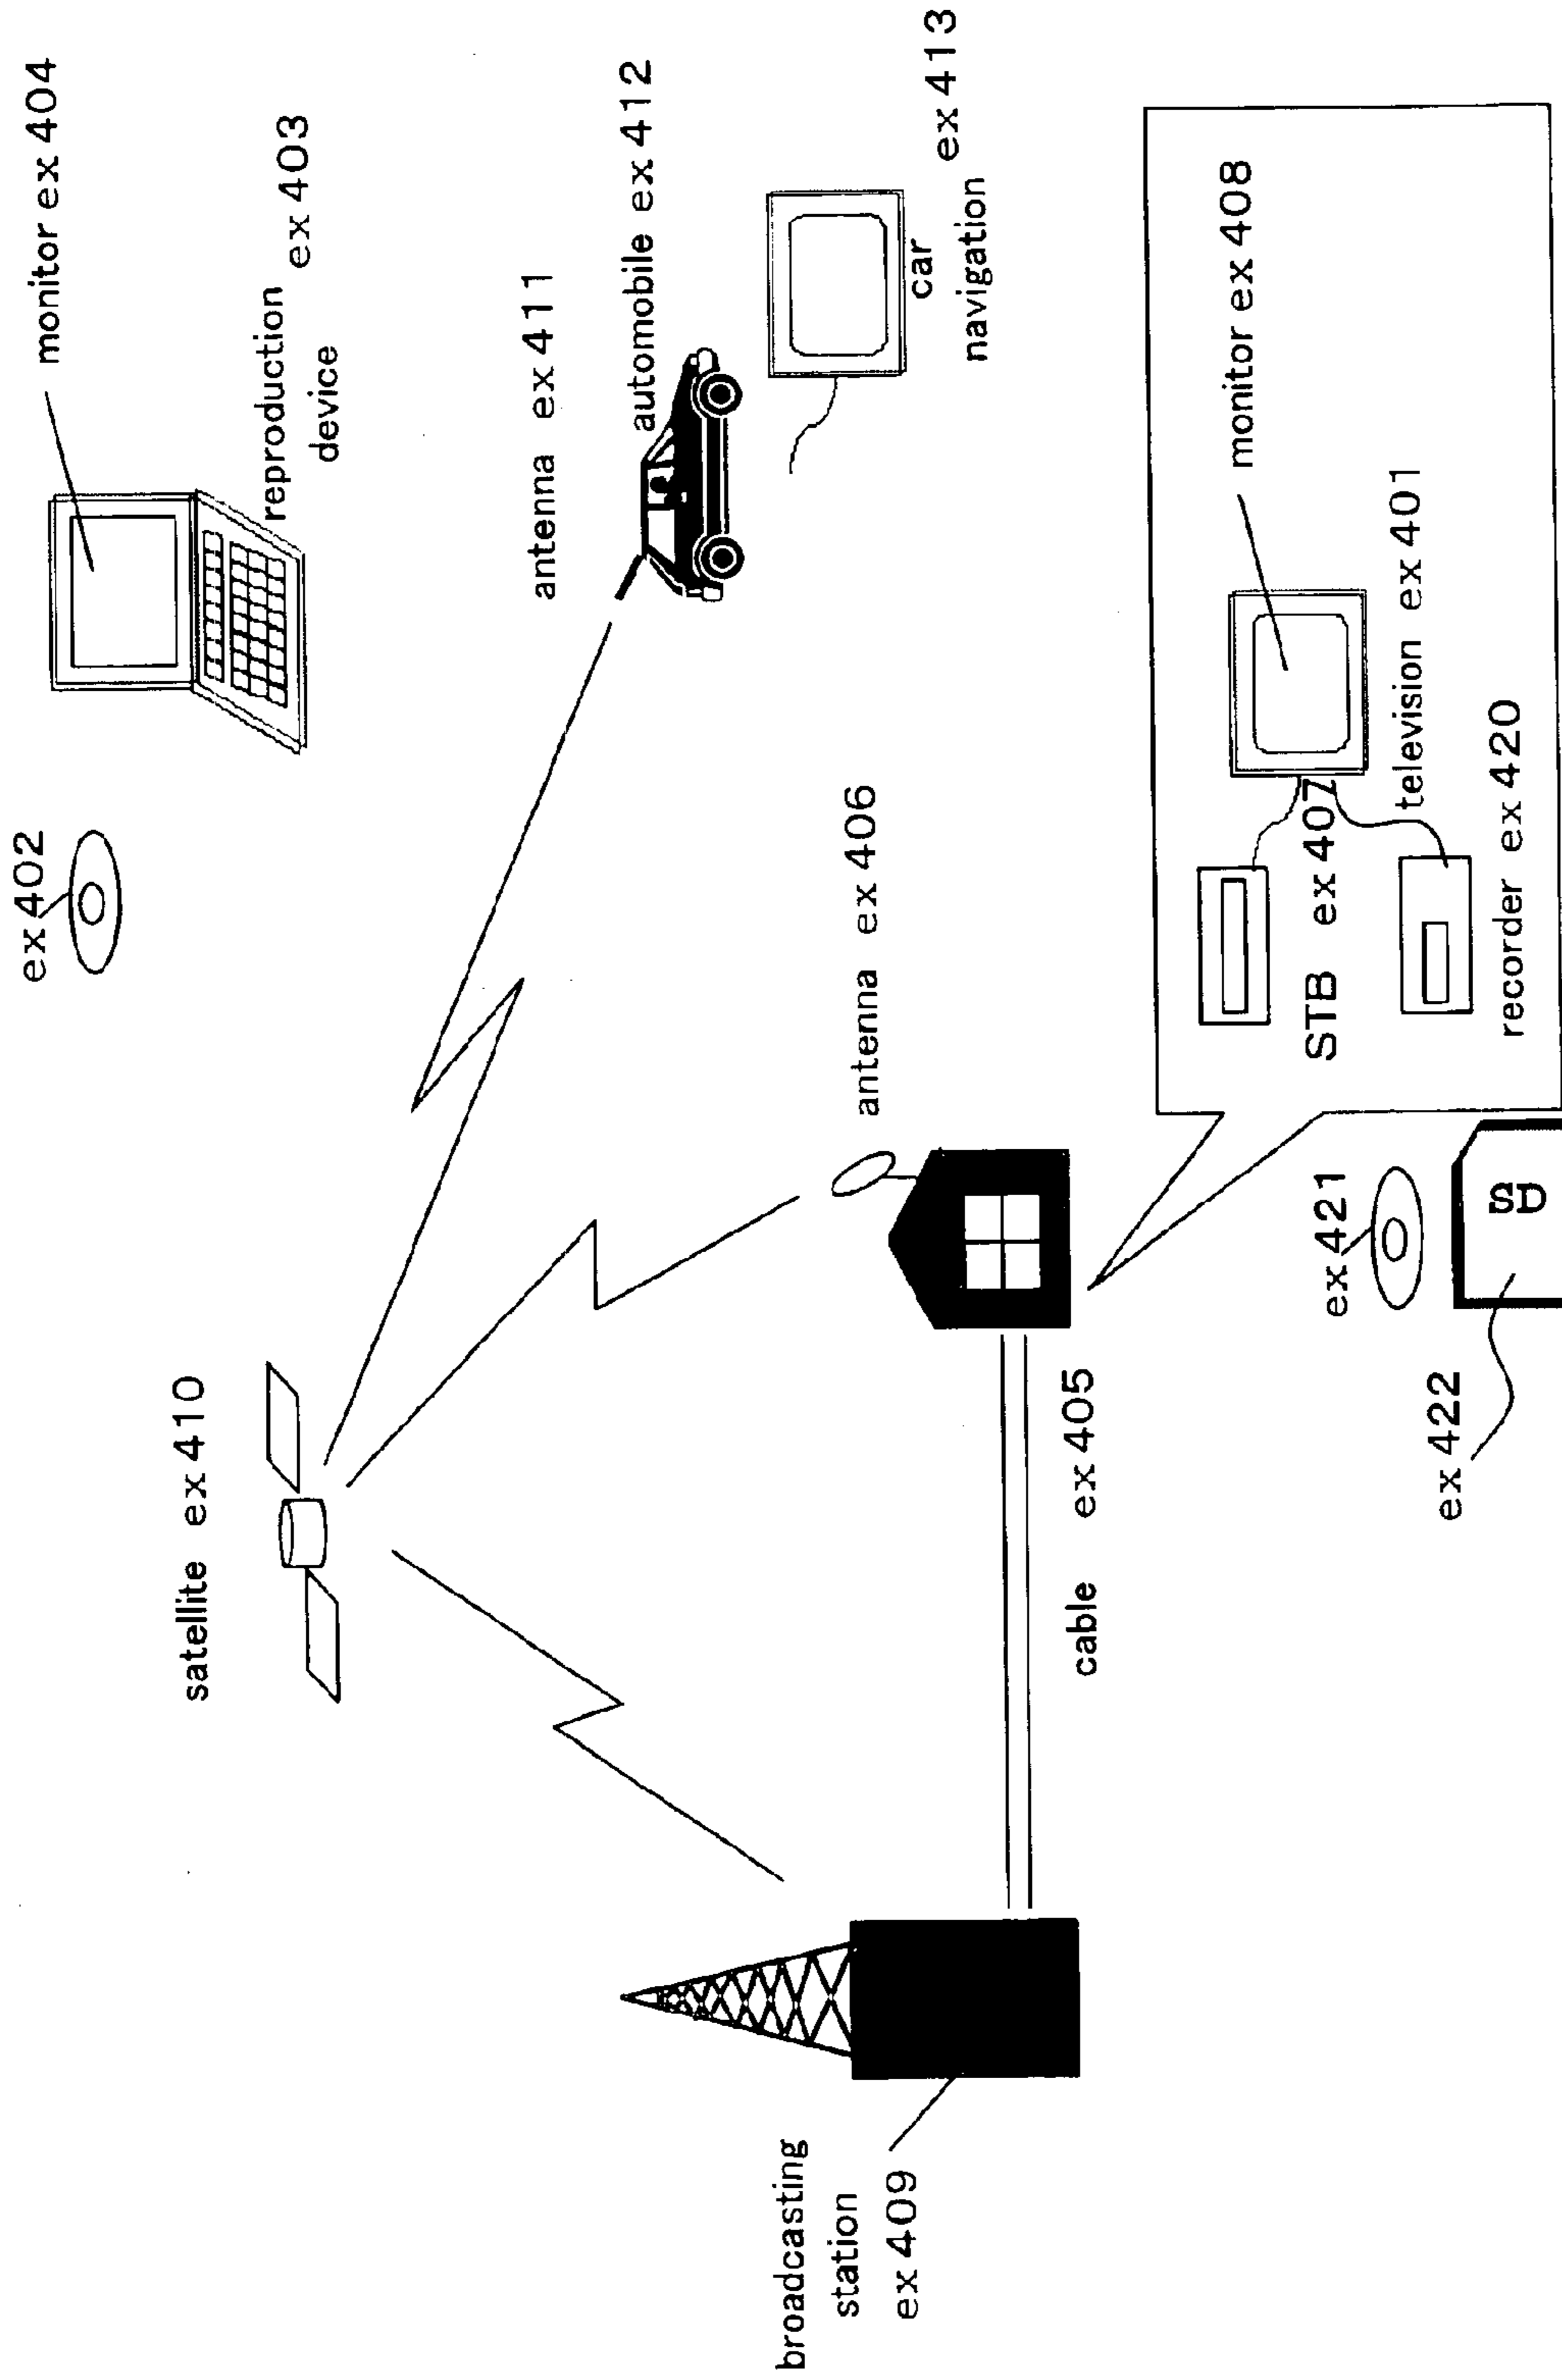 ex 402
monitor ex 404
reproduction ex 403
device
satellite ex 410
antenna ex 411
automobile ex 412
antenna ex 406
car
navigation ex 413
broadcasting
station
ex 409
cable ex 405
monitor ex 408
STB ex 407
television ex 401
recorder ex 420
ex 421
ex 422
SD